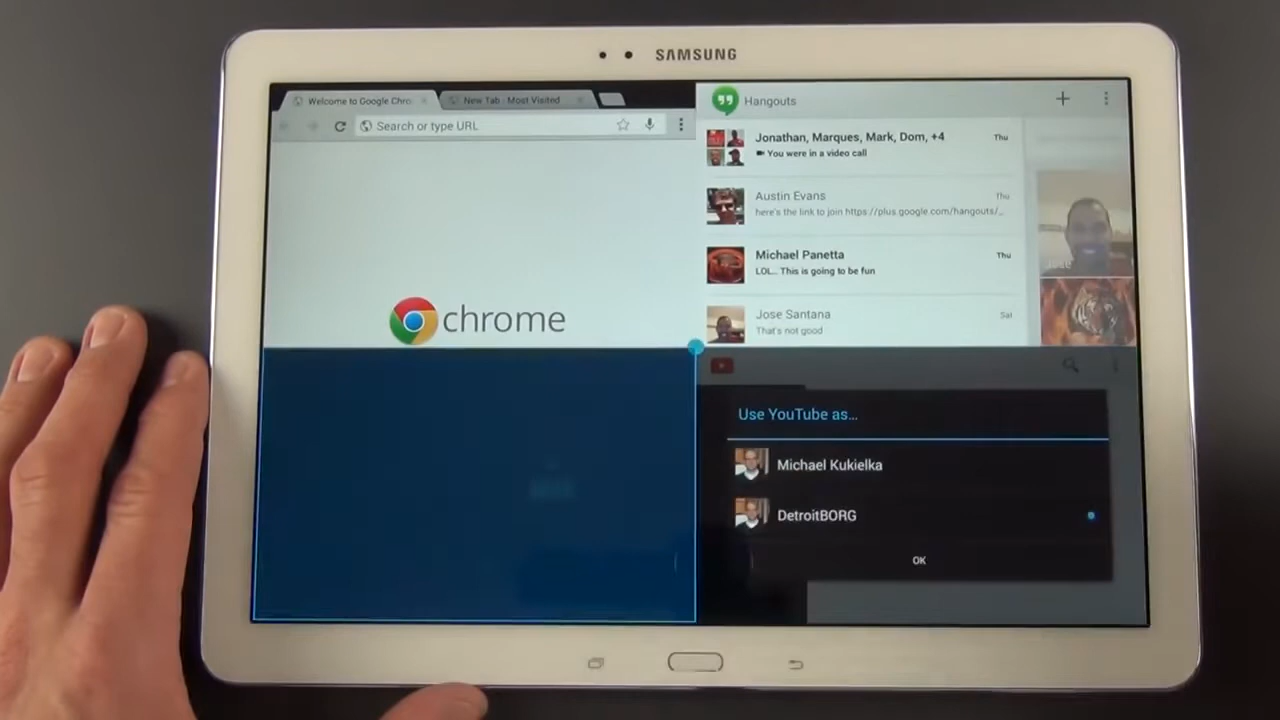 SAMSUNG
Welcome to Google Chro
New Tab - Most Visited
Search or type URL
chrome
Hangouts
Jonathan, Marques, Mark, Dom, +4
Thu
You were in a video call
Austin Evans
Thu
here's the link to join https://plus.google.com/hangouts/_
Michael Panetta
Thu
LOL.. This is going to be fun
Jose Santana
Sat
That's not good
Use YouTube as...
Michael Kukielka
DetroitBORG
OK